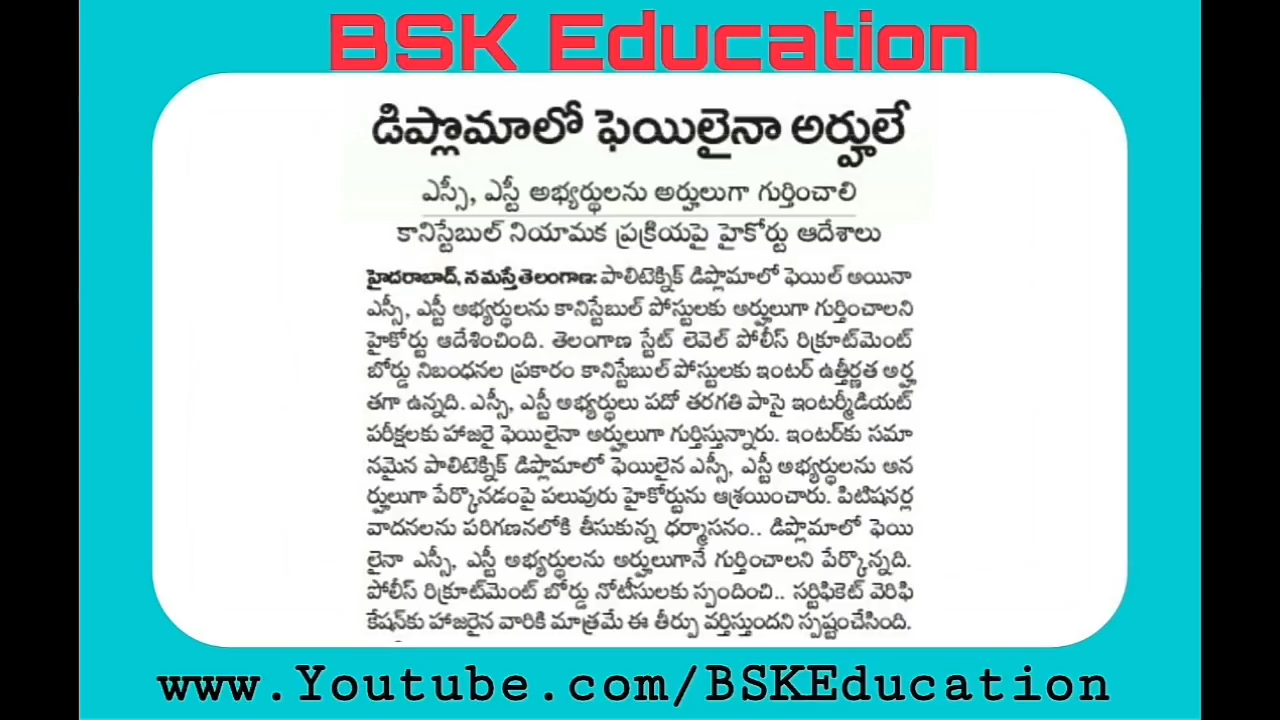 BSK Education
డిప్లొమాలో ఫెయిలైనా అర్హులే
ఎస్సీ, ఎస్టీ అభ్యర్థులను అర్హులుగా గుర్తించాలి
కానిస్టేబుల్ నియామక ప్రక్రియపై హైకోర్టు ఆదేశాలు
హైదరాబాద్, నమస్తే తెలంగాణ: పాలిటెక్నిక్ డిప్లొమాలో ఫెయిల్ అయినా
ఎస్సీ, ఎస్టీ అభ్యర్థులను కానిస్టేబుల్ పోస్టులకు అర్హులుగా గుర్తించాలని
హైకోర్టు ఆదేశించింది. తెలంగాణ స్టేట్ లెవెల్ పోలీస్ రిక్రూట్‌మెంట్
బోర్డు నిబంధనల ప్రకారం కానిస్టేబుల్ పోస్టులకు ఇంటర్ ఉత్తీర్ణత అర్హ
తగా ఉన్నది. ఎస్సీ, ఎస్టీ అభ్యర్థులు పదో తరగతి పాసై ఇంటర్మీడియట్
పరీక్షలకు హాజరై ఫెయిలైనా అర్హులుగా గుర్తిస్తున్నారు. ఇంటర్‌కు సమా
నమైన పాలిటెక్నిక్ డిప్లొమాలో ఫెయిలైన ఎస్సీ, ఎస్టీ అభ్యర్థులను అన
ర్హులుగా పేర్కొనడంపై పలువురు హైకోర్టును ఆశ్రయించారు. పిటిషనర్ల
వాదనలను పరిగణనలోకి తీసుకున్న ధర్మాసనం.. డిప్లొమాలో ఫెయి
లైనా ఎస్సీ, ఎస్టీ అభ్యర్థులను అర్హులుగానే గుర్తించాలని పేర్కొన్నది.
పోలీస్ రిక్రూట్‌మెంట్ బోర్డు నోటీసులకు స్పందించి.. సర్టిఫికెట్ వెరిఫి
కేషన్‌కు హాజరైన వారికి మాత్రమే ఈ తీర్పు వర్తిస్తుందని స్పష్టంచేసింది.
www.Youtube.com/BSKEducation